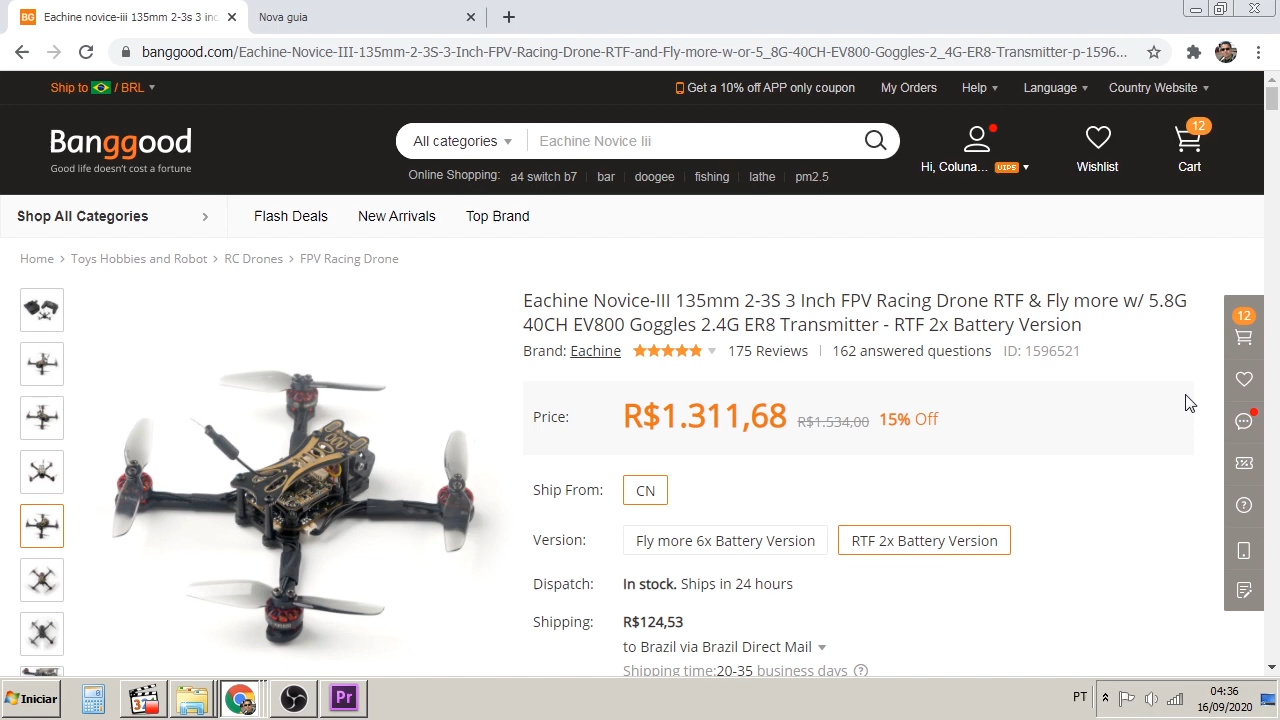 BG Eachine novice-iii 135mm 2-3s 3 inc
Nova guia
banggood.com/Eachine-Novice-III-135mm-2-3S-3-Inch-FPV-Racing-Drone-RTF-and-Fly-more-w-or-5_8G-40CH-EV800-Goggles-2_4G-ER8-Transmitter-p-1596...
Ship to / BRL
Get a 10% off APP only coupon
My Orders
Help
Language
Country Website
Banggood
Good life doesn't cost a fortune
All categories
Eachine Novice Iii
Online Shopping: a4 switch b7 bar doogee fishing lathe pm2.5
Hi, Coluna... VIP5
Wishlist
12
Cart
Shop All Categories
Flash Deals
New Arrivals
Top Brand
Home > Toys Hobbies and Robot > RC Drones > FPV Racing Drone
Eachine Novice-III 135mm 2-3S 3 Inch FPV Racing Drone RTF & Fly more w/ 5.8G
40CH EV800 Goggles 2.4G ER8 Transmitter - RTF 2x Battery Version
Brand: Eachine 175 Reviews 162 answered questions ID: 1596521
12
Price: R$1.311,68 R$1.534,00 15% Off
Ship From: CN
Version: Fly more 6x Battery Version RTF 2x Battery Version
Dispatch: In stock. Ships in 24 hours
Shipping: R$124,53
to Brazil via Brazil Direct Mail
Shipping time:20-35 business days
Iniciar
Pr
PT
04:36
16/09/2020